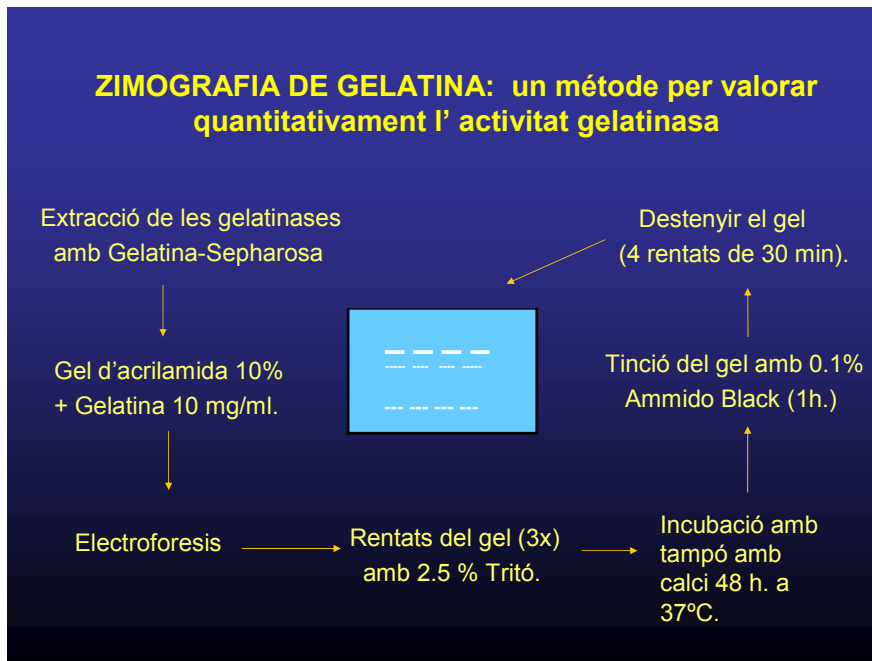 ZIMOGRAFIA DE GELATINA:  un métode per valorar
quantitativament l’ activitat gelatinasa
Extracció de les gelatinases
amb Gelatina-Sepharosa
Gel d’acrilamida 10%
+ Gelatina 10 mg/ml.
Electroforesis
Rentats del gel (3x)
amb 2.5 % Tritó.
Incubació amb
tampó amb
calci 48 h. a
37ºC.
Tinció del gel amb 0.1%
Ammido Black (1h.)
Destenyir el gel
(4 rentats de 30 min).